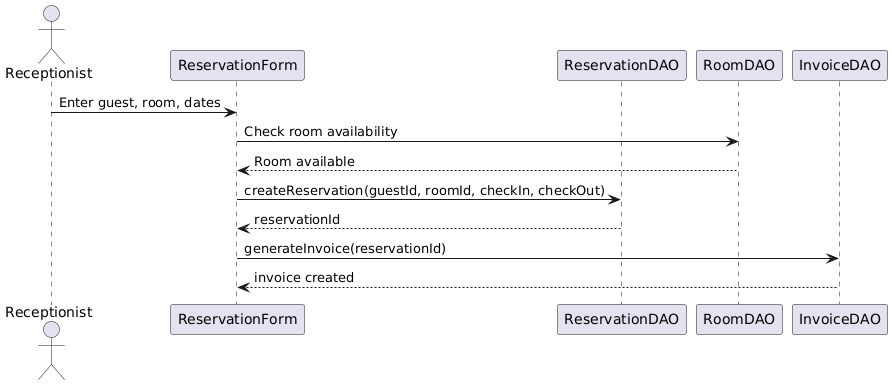 Receptionist
ReservationForm
ReservationDAO
RoomDAO
InvoiceDAO
Enter guest, room, dates
Check room availability
Room available
createReservation(guestId, roomId, checkIn, checkOut)
reservationId
generateInvoice(reservationId)
invoice created
Receptionist
ReservationForm
ReservationDAO
RoomDAO
InvoiceDAO